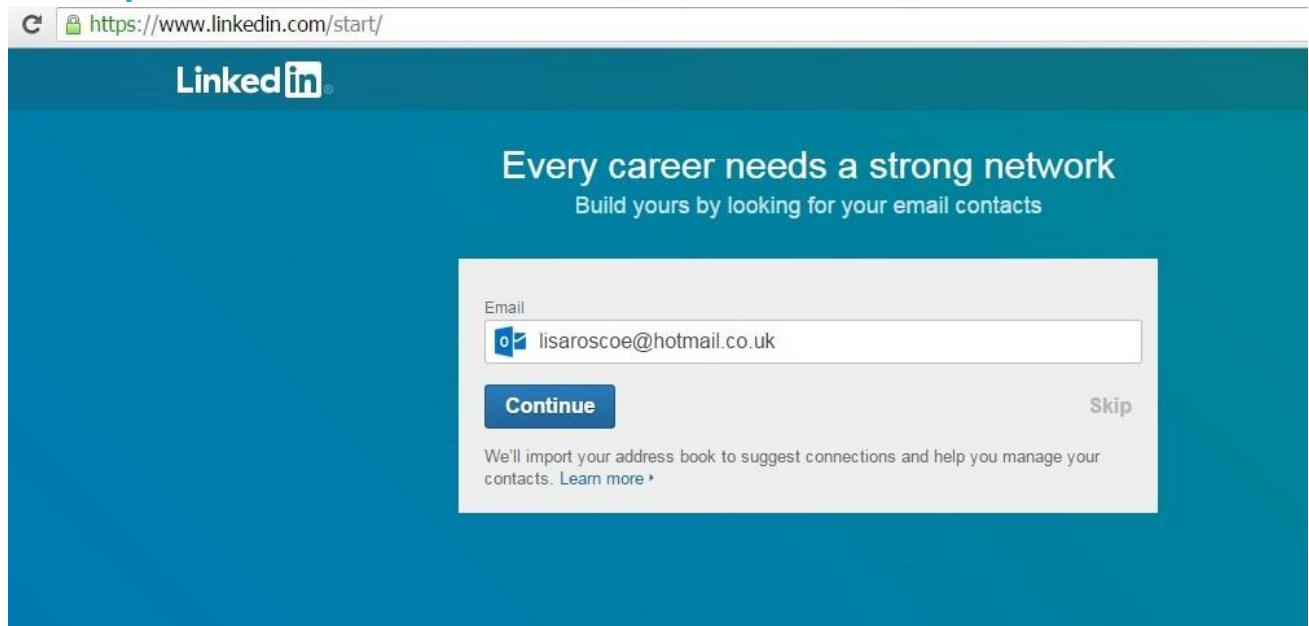 https://www.linkedin.com/start/
Linkedin®
Every career needs a strong network
Build yours by looking for your email contacts
Email
lisaroscoe@hotmail.co.uk
Continue
Skip
We'll import your address book to suggest connections and help you manage your
contacts. Learn more